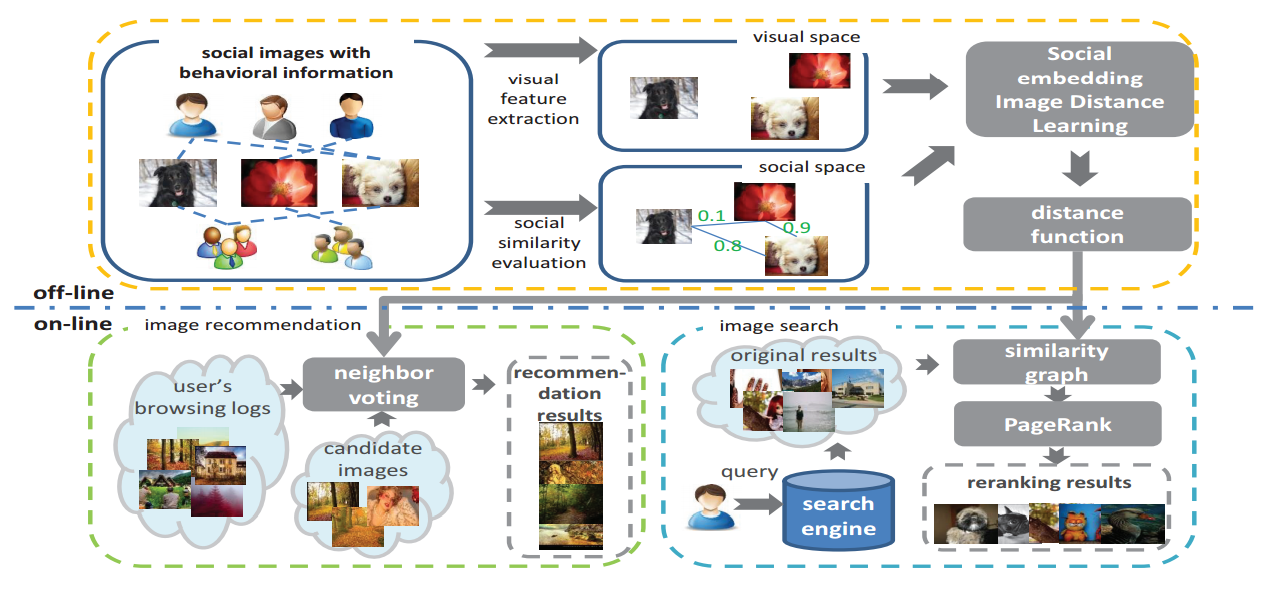 social images with
behavioral information
visual
feature
extraction
social
similarity
evaluation
visual space
social space
0.1
0.9
0.8
Social
embedding
Image Distance
Learning
distance
function
off-line
on-line
image recommendation
user's
browsing logs
neighbor
voting
candidate
images
recommen-
dation
results
image search
original results
query
search
engine
similarity
graph
PageRank
reranking results